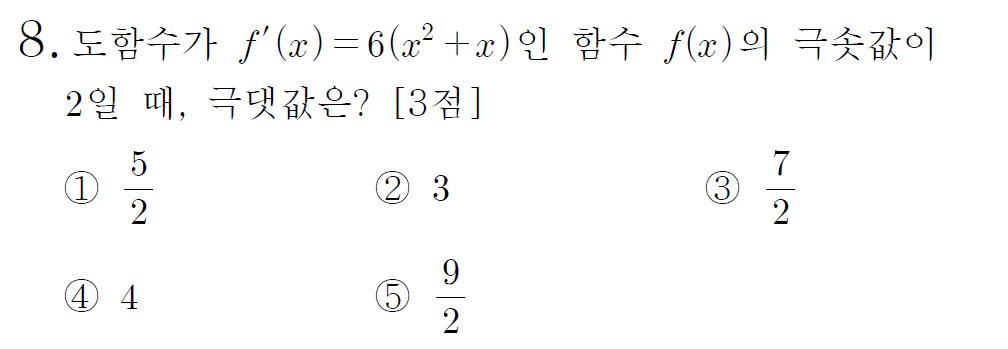 8. 도함수가 f′(x)=6(x²+x)인 함수 f(x)의 극솟값이
2일 때, 극댓값은? [3점]
① 5/2 ② 3 ③ 7/2
④ 4 ⑤ 9/2